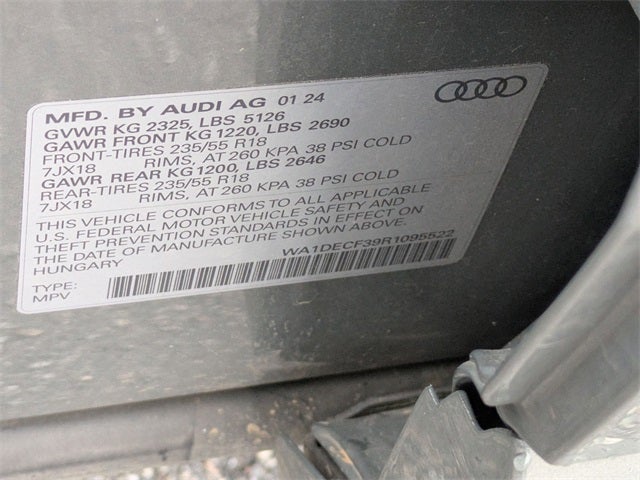 MFD. BY AUDI AG 01 24
GVWR KG 2325, LBS 5126
GAWR FRONT KG 1220, LBS 2690
FRONT-TIRES 235/55 R18
7JX18 RIMS, AT 260 KPA 38 PSI COLD
GAWR REAR KG 1200, LBS 2646
REAR-TIRES 235/55 R18
7JX18 RIMS, AT 260 KPA 38 PSI COLD
THIS VEHICLE CONFORMS TO ALL APPLICABLE
U.S. FEDERAL MOTOR VEHICLE SAFETY AND
THEFT PREVENTION STANDARDS IN EFFECT ON
THE DATE OF MANUFACTURE SHOWN ABOVE.
HUNGARY WA1DECF39R1095522
TYPE:
MPV